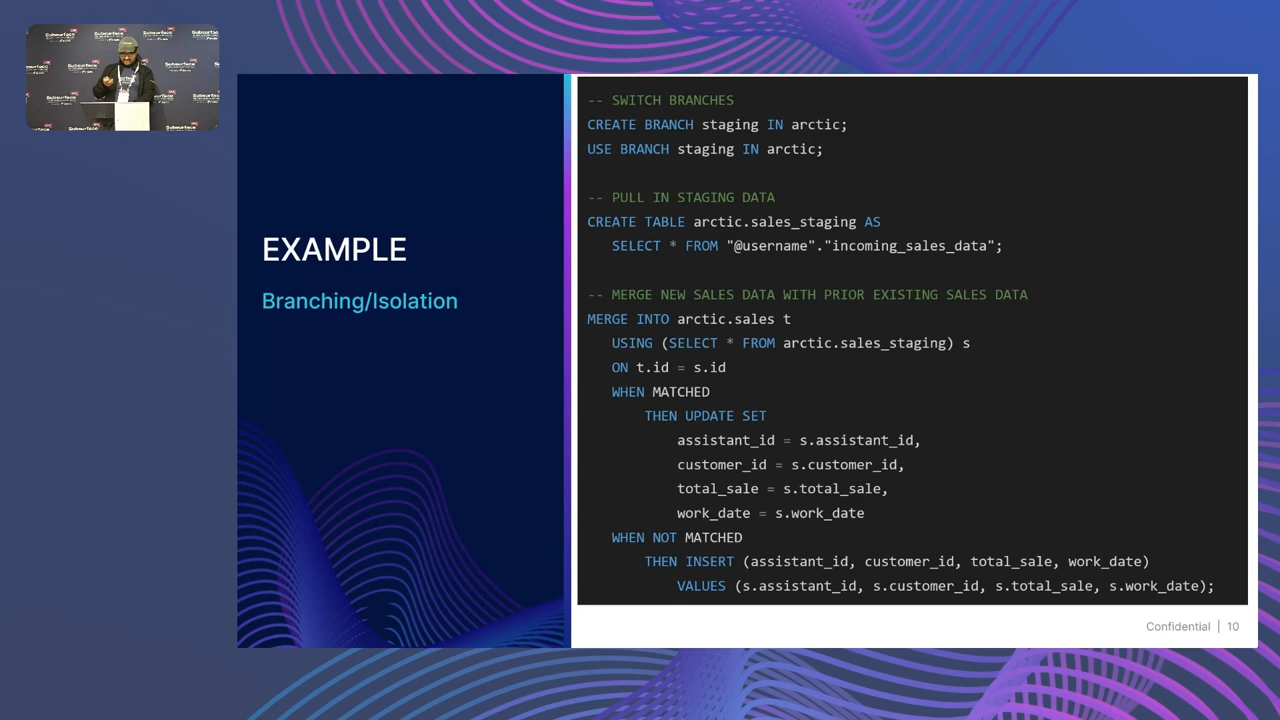 Subsurface
EXAMPLE
Branching/Isolation
-- SWITCH BRANCHES
CREATE BRANCH staging IN arctic;
USE BRANCH staging IN arctic;
-- PULL IN STAGING DATA
CREATE TABLE arctic.sales_staging AS
SELECT * FROM "@username"."incoming_sales_data";
-- MERGE NEW SALES DATA WITH PRIOR EXISTING SALES DATA
MERGE INTO arctic.sales t
USING (SELECT * FROM arctic.sales_staging) s
ON t.id = s.id
WHEN MATCHED
THEN UPDATE SET
assistant_id = s.assistant_id,
customer_id = s.customer_id,
total_sale = s.total_sale,
work_date = s.work_date
WHEN NOT MATCHED
THEN INSERT (assistant_id, customer_id, total_sale, work_date)
VALUES (s.assistant_id, s.customer_id, s.total_sale, s.work_date);
Confidential | 10